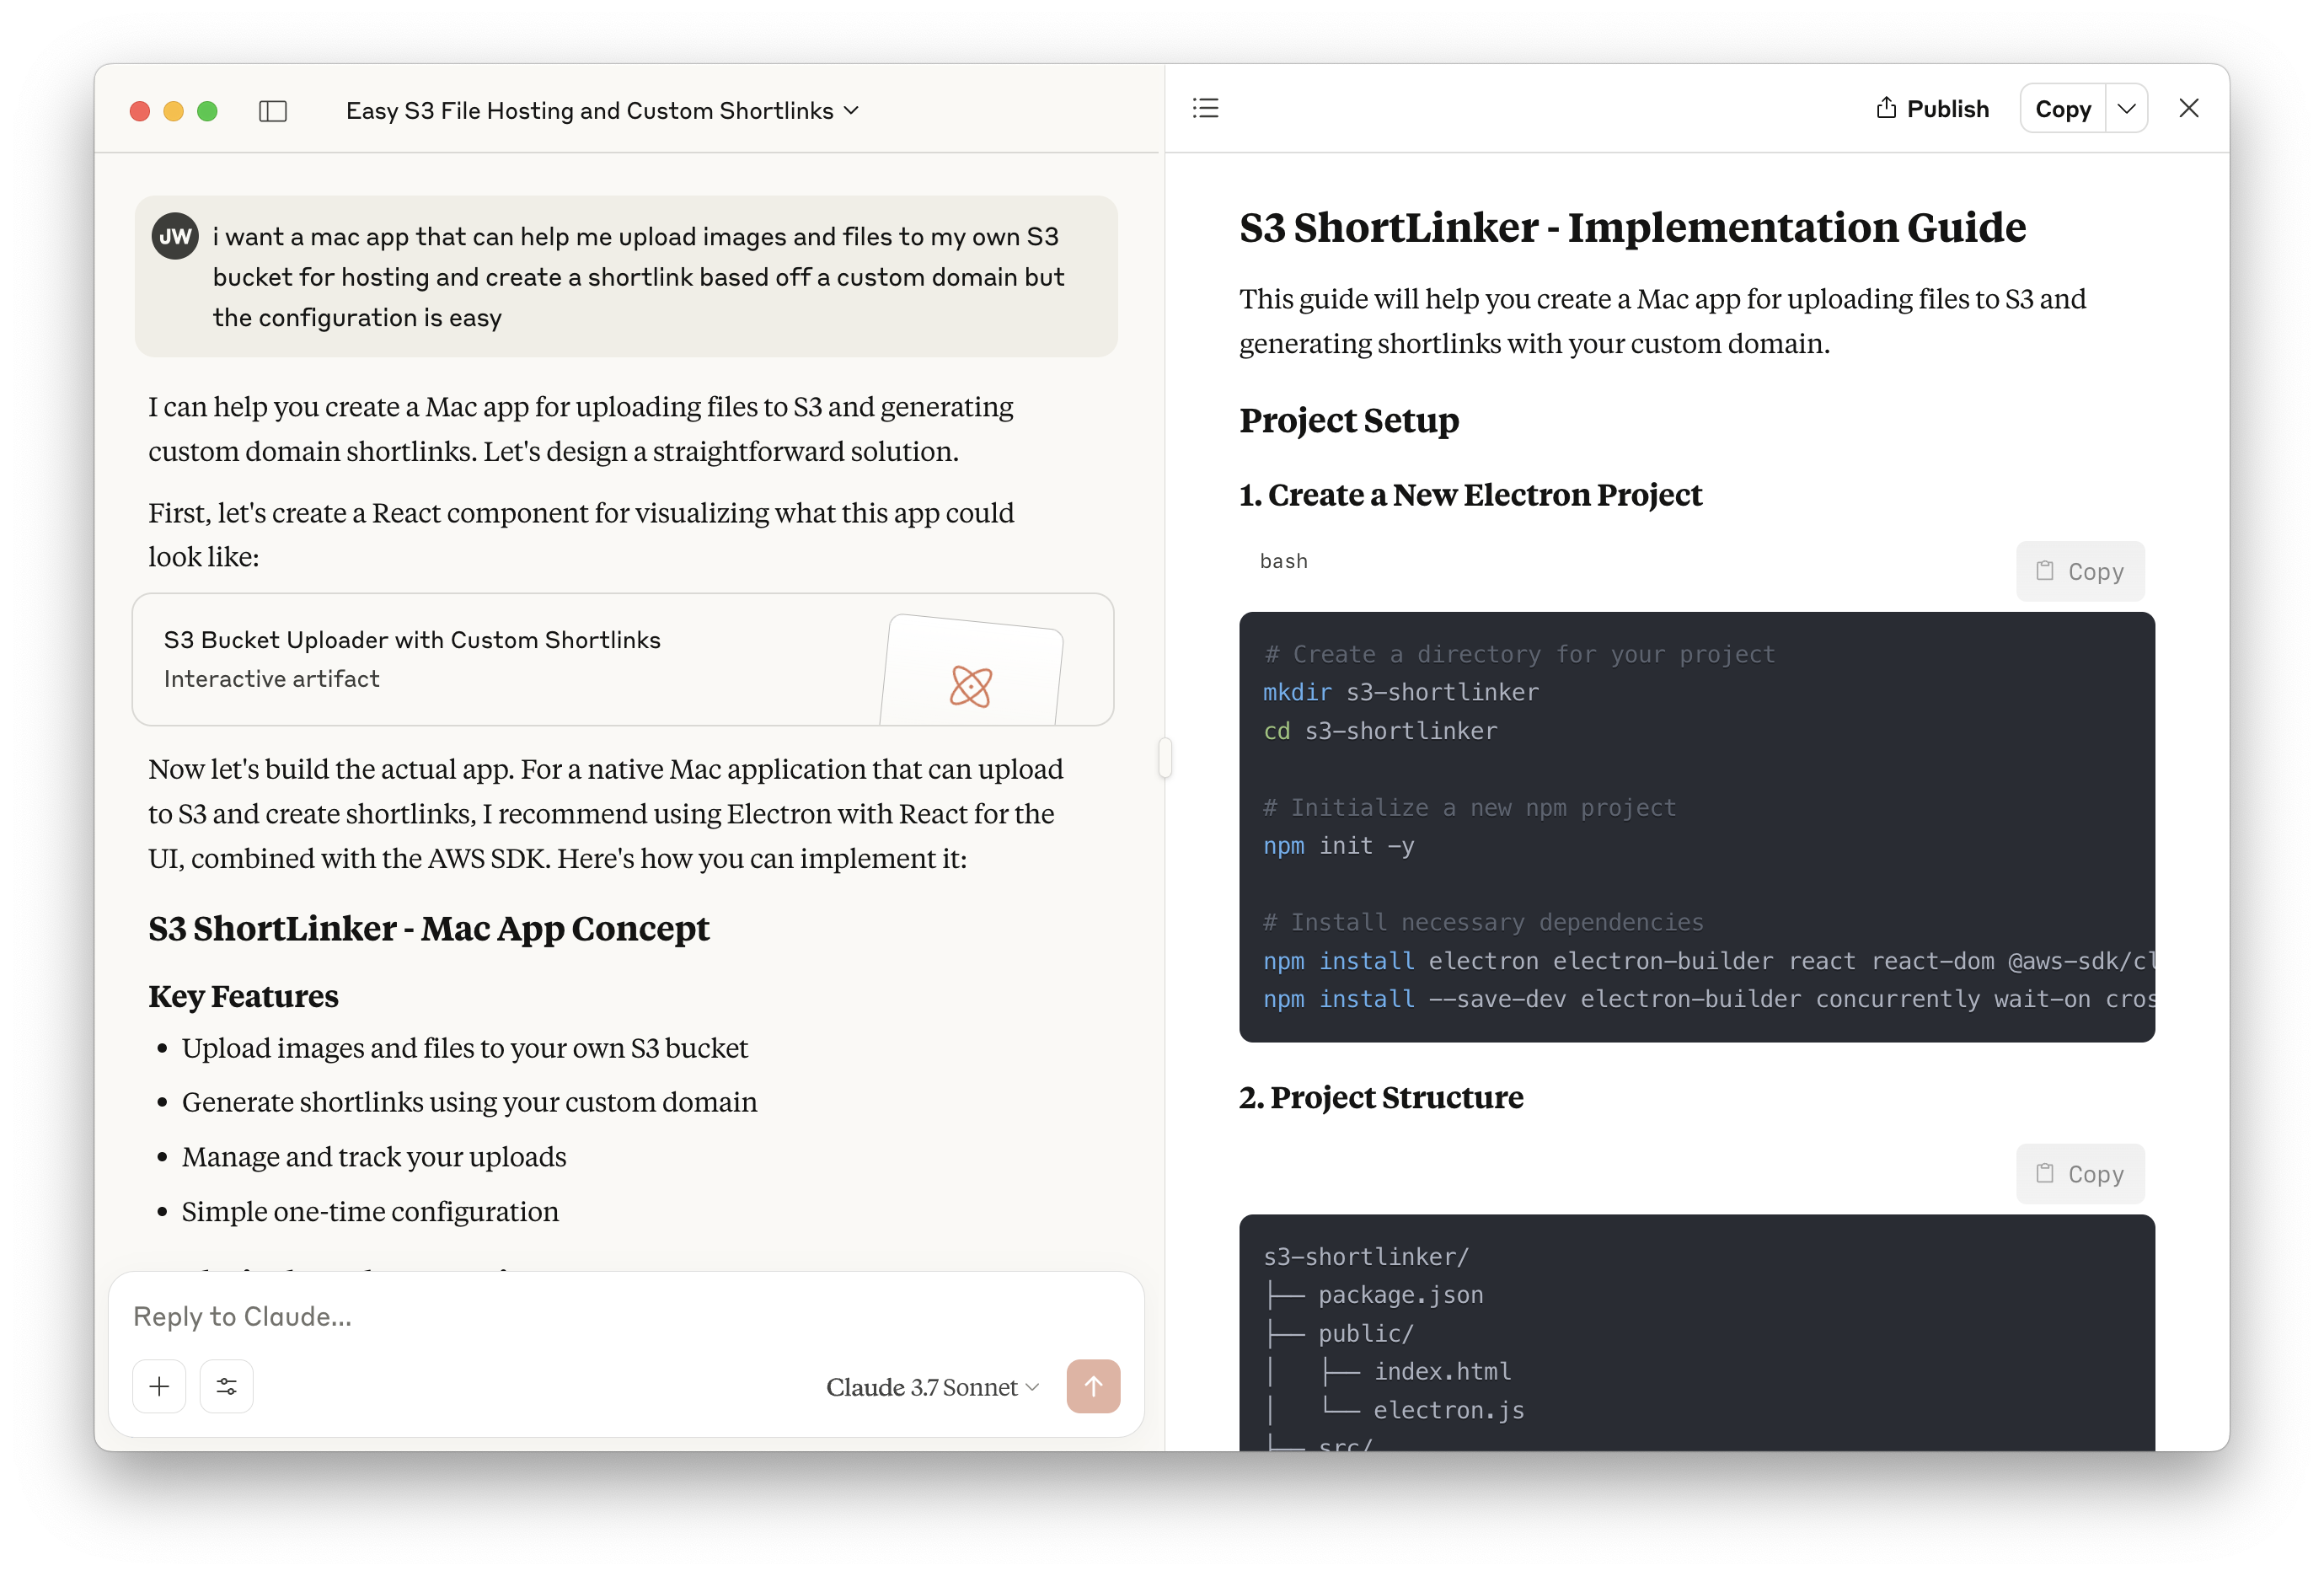 Easy S3 File Hosting and Custom Shortlinks
JW
i want a mac app that can help me upload images and files to my own S3
bucket for hosting and create a shortlink based off a custom domain but
the configuration is easy
I can help you create a Mac app for uploading files to S3 and generating
custom domain shortlinks. Let's design a straightforward solution.
First, let's create a React component for visualizing what this app could
look like:
S3 Bucket Uploader with Custom Shortlinks
Interactive artifact
Now let's build the actual app. For a native Mac application that can upload
to S3 and create shortlinks, I recommend using Electron with React for the
UI, combined with the AWS SDK. Here's how you can implement it:
S3 ShortLinker - Mac App Concept
Key Features
• Upload images and files to your own S3 bucket
• Generate shortlinks using your custom domain
• Manage and track your uploads
• Simple one-time configuration
Reply to Claude...
Claude 3.7 Sonnet
Publish
Copy
S3 ShortLinker - Implementation Guide
This guide will help you create a Mac app for uploading files to S3 and
generating shortlinks with your custom domain.
Project Setup
1. Create a New Electron Project
bash
Copy
# Create a directory for your project
mkdir s3-shortlinker
cd s3-shortlinker
# Initialize a new npm project
npm init -y
# Install necessary dependencies
npm install electron electron-builder react react-dom @aws-sdk/cl
npm install --save-dev electron-builder concurrently wait-on cros
2. Project Structure
Copy
s3-shortlinker/
├── package.json
├── public/
│   ├── index.html
│   └── electron.js
├── src/